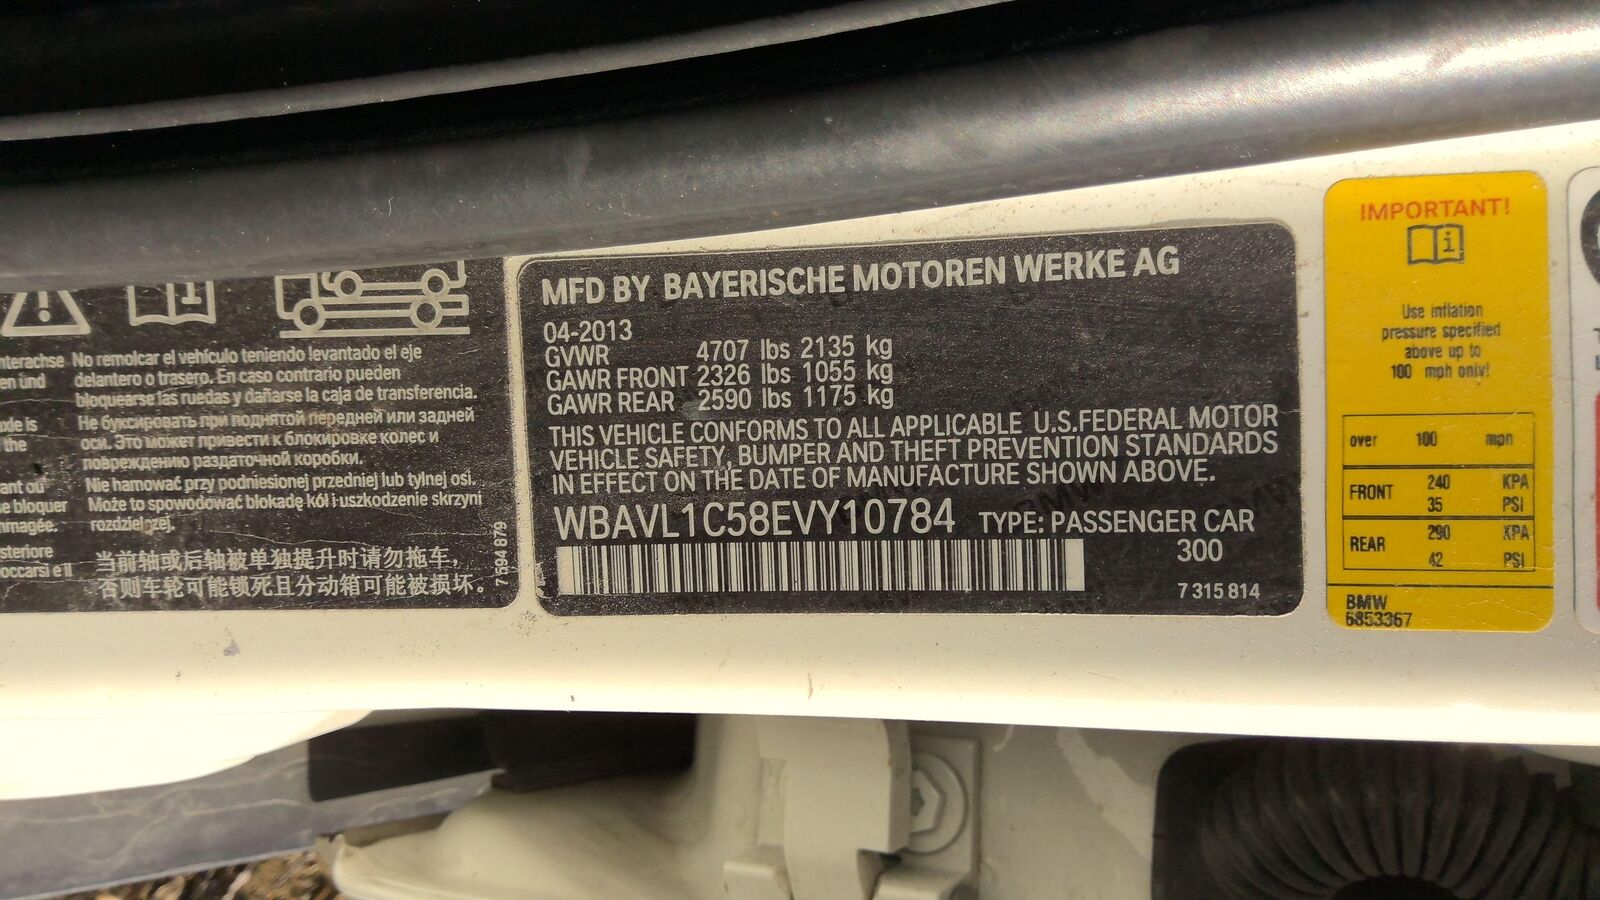 nterachse
en und
ude is
the
ant ou
e bloquer
mmagée.
steriore
occarsi e il
No remolcar el vehículo teniendo levantado el eje
delantero o trasero. En caso contrario pueden
bloquearse las ruedas y dañarse la caja de transferencia.
Не буксировать при поднятой передней или задней
оси. Это может привести к блокировке колес и
повреждению раздаточной коробки.
Nie hamować przy podniesionej przedniej lub tylnej osi.
Może to spowodować blokadę kół i uszkodzenie skrzyni
rozdzielczej.
当前轴或后轴被单独提升时请勿拖车，
否则车轮可能锁死且分动箱可能被损坏。
7 594 879
MFD BY BAYERISCHE MOTOREN WERKE AG
04-2013
GVWR 4707 lbs 2135 kg
GAWR FRONT 2326 lbs 1055 kg
GAWR REAR 2590 lbs 1175 kg
THIS VEHICLE CONFORMS TO ALL APPLICABLE U.S.FEDERAL MOTOR
VEHICLE SAFETY, BUMPER AND THEFT PREVENTION STANDARDS
IN EFFECT ON THE DATE OF MANUFACTURE SHOWN ABOVE.
WBAVL1C58EVY10784 TYPE: PASSENGER CAR
300
7 315 814
IMPORTANT!
i
Use inflation
pressure specified
above up to
100 mph only!
over 100 mph
FRONT 240 KPA
35 PSI
REAR 290 KPA
42 PSI
BMW
6853367